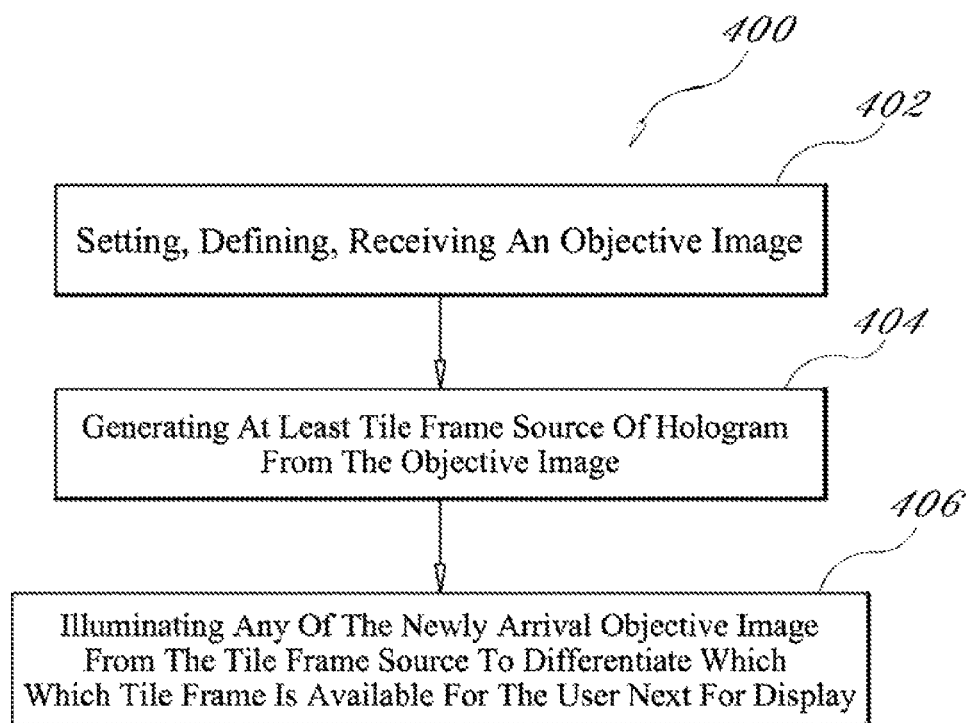 400
402
Setting, Defining, Receiving An Objective Image
404
Generating At Least Tile Frame Source Of Hologram
From The Objective Image
406
Illuminating Any Of The Newly Arrival Objective Image
From The Tile Frame Source To Differentiate Which
Which Tile Frame Is Available For The User Next For Display